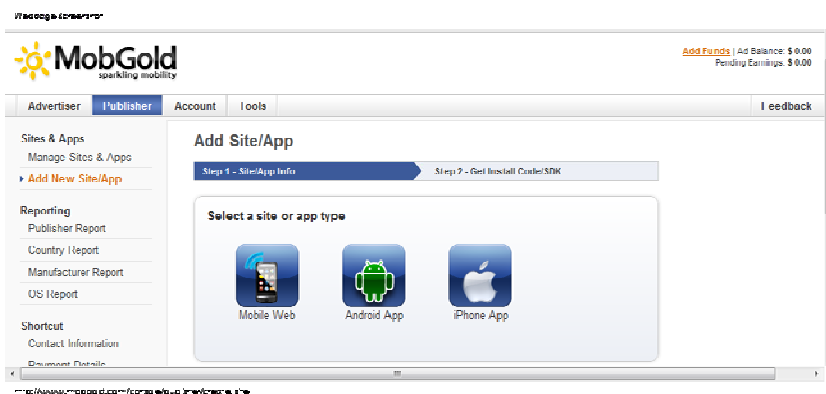 MobGold
sparkling mobility
Add Funds | Ad Balance: $ 0.00
Pending Earnings: $ 0.00
Advertiser Publisher Account Tools Feedback
Sites & Apps
Manage Sites & Apps
Add New Site/App
Reporting
Publisher Report
Country Report
Manufacturer Report
OS Report
Shortcut
Contact Information
Payment Details
Add Site/App
Step 1 - Site/App Info Step 2 - Get Install Code/SDK
Select a site or app type
Mobile Web Android App iPhone App